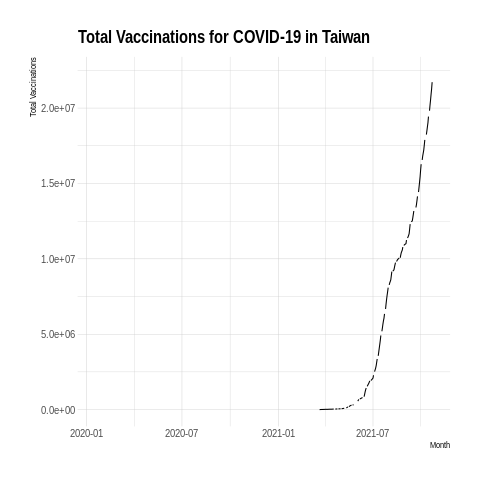 Total Vaccinations for COVID-19 in Taiwan
Total Vaccinations
2.0e+07
1.5e+07
1.0e+07
5.0e+06
0.0e+00
2020-01 2020-07 2021-01 2021-07
Month